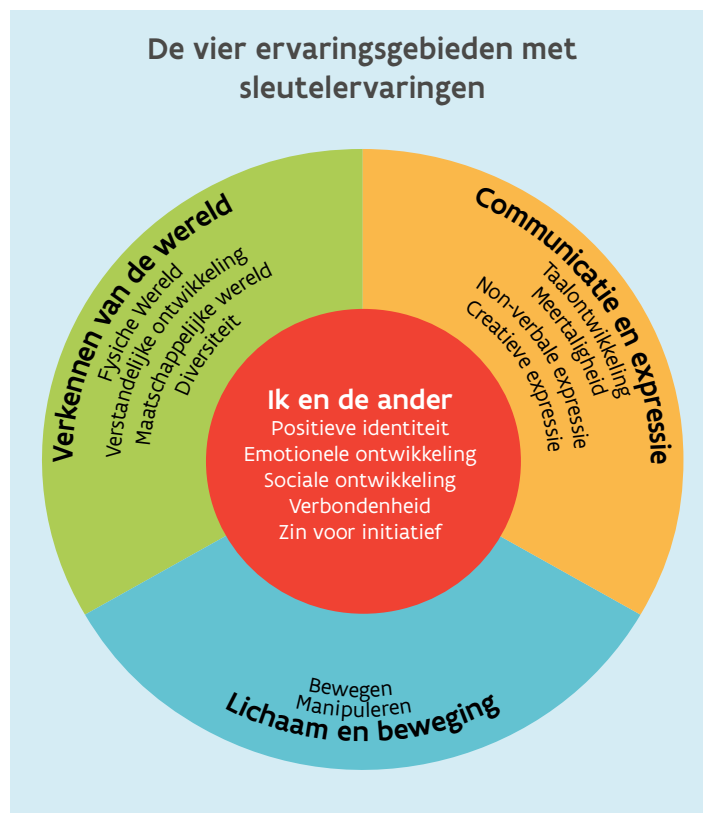 De vier ervaringsgebieden met
sleutelervaringen
Verkennen van de wereld
Fysiche Wereld
Verstandelijke ontwikkeling
Maatschappelijke wereld
Diversiteit
Communicatie en expressie
Taalontwikkeling
Meertaligheid
Non-verbale expressie
Creatieve expressie
Ik en de ander
Positieve identiteit
Emotionele ontwikkeling
Sociale ontwikkeling
Verbondenheid
Zin voor initiatief
Bewegen
Manipuleren
Lichaam en beweging